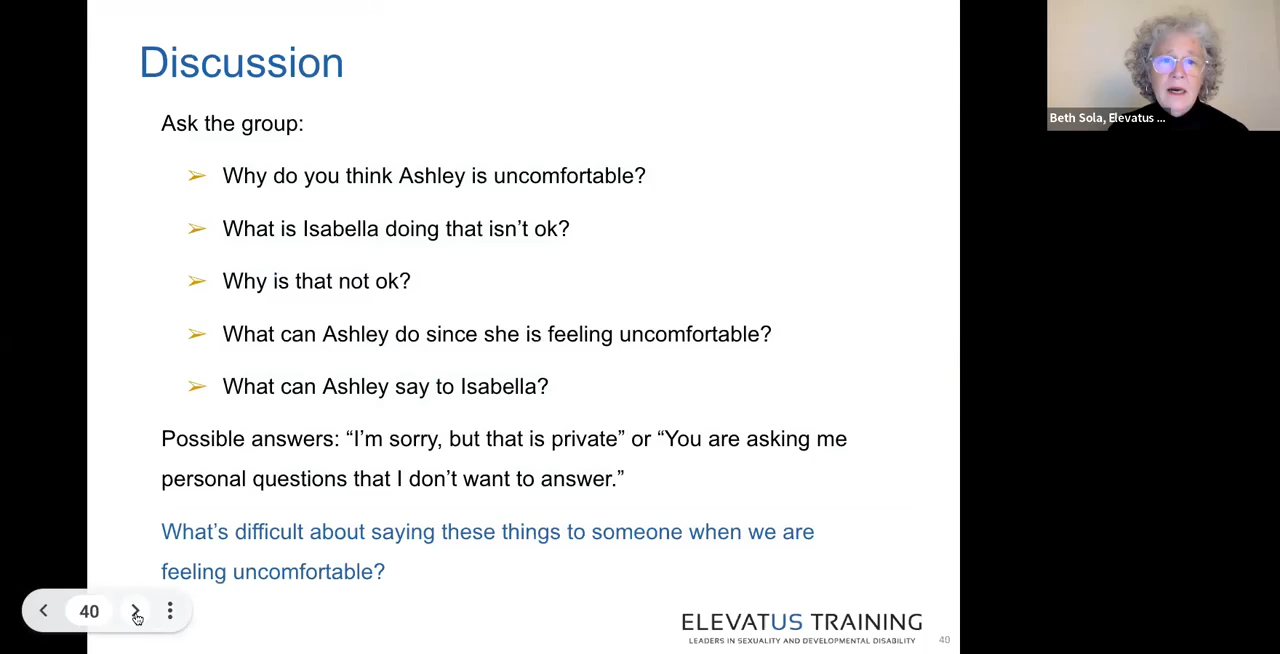 Discussion
Beth Sola, Elevatus ...
Ask the group:
➢ Why do you think Ashley is uncomfortable?
➢ What is Isabella doing that isn’t ok?
➢ Why is that not ok?
➢ What can Ashley do since she is feeling uncomfortable?
➢ What can Ashley say to Isabella?
Possible answers: “I’m sorry, but that is private” or “You are asking me
personal questions that I don’t want to answer.”
What’s difficult about saying these things to someone when we are
feeling uncomfortable?
40
ELEVATUS TRAINING
LEADERS IN SEXUALITY AND DEVELOPMENTAL DISABILITY
40